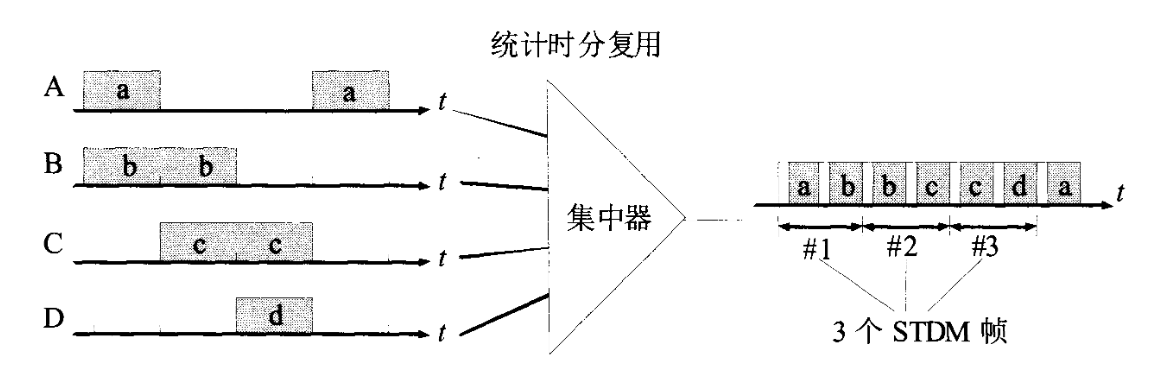 统计时分复用
A a a t
B b b t
C c c t
D d t
集中器
a b b c c d a t
#1 #2 #3
3 个 STDM 帧